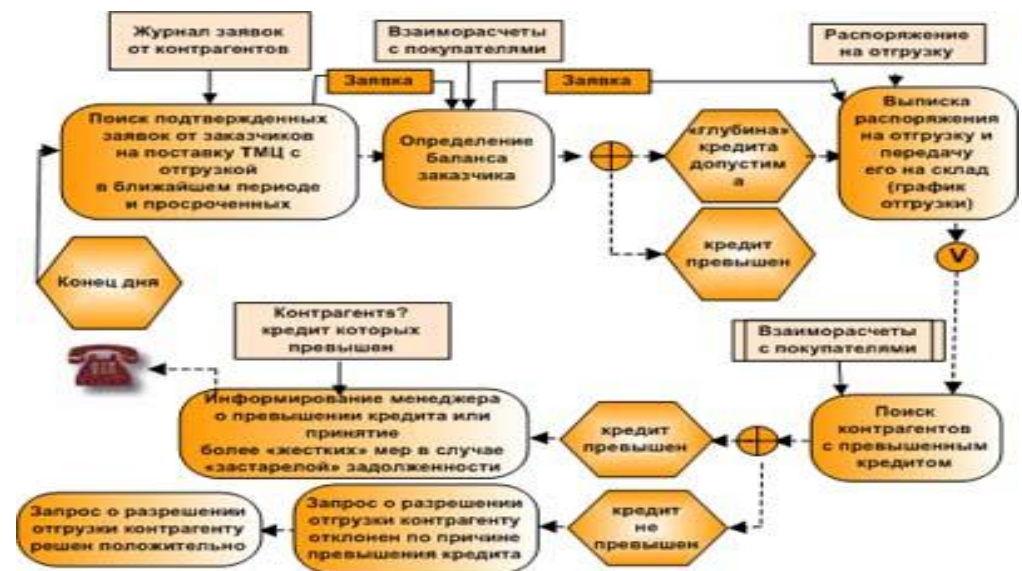 Журнал заявок
от контрагентов
Взаиморасчеты
с покупателями
Распоряжение
на отгрузку
Заявка
Заявка
Поиск подтвержденных
заявок от заказчиков
на поставку ТМЦ с
отгрузкой
в ближайшем периоде
и просроченных
Определение
баланса
заказчика
«глубина»
кредита
допустим
а
Выписка
распоряжения
на отгрузку и
передачу
его на склад
(график
отгрузки)
кредит
превышен
V
Конец дня
Контрагентs?
кредит которых
превышен
Взаиморасчеты
с покупателями
Информирование менеджера
о превышении кредита или
принятие
более «жестких» мер в случае
«застарелой» задолженности
кредит
превышен
Поиск
контрагентов
с превышенным
кредитом
Запрос о разрешении
отгрузки контрагенту
решен положительно
Запрос о разрешении
отгрузки контрагенту
отклонен по причине
превышения кредита
кредит
не
превышен